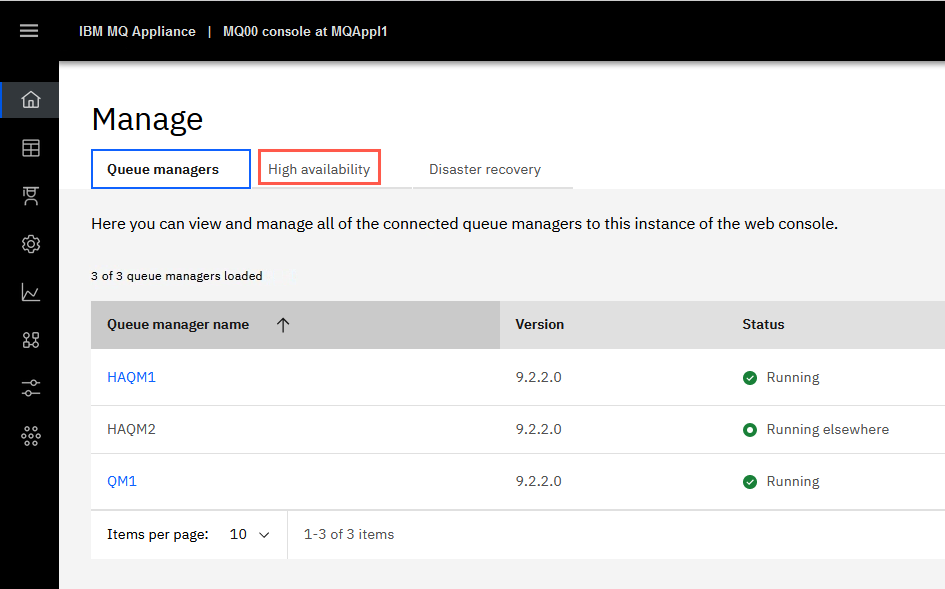 IBM MQ Appliance | MQ00 console at MQAppl1
Manage
Queue managers High availability Disaster recovery
Here you can view and manage all of the connected queue managers to this instance of the web console.
3 of 3 queue managers loaded
Queue manager name Version Status
HAQM1 9.2.2.0 Running
HAQM2 9.2.2.0 Running elsewhere
QM1 9.2.2.0 Running
Items per page: 10 1-3 of 3 items